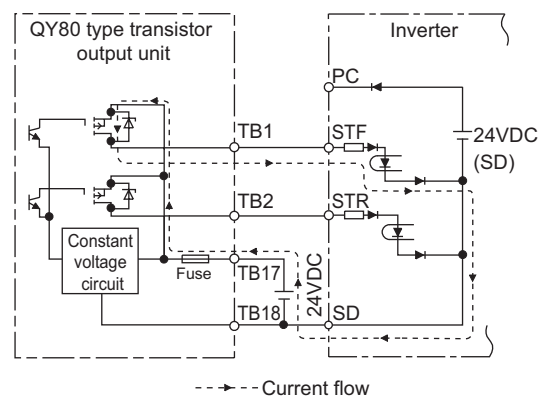 QY80 type transistor
output unit
Inverter
PC
TB1
STF
24VDC
(SD)
TB2
STR
Constant
voltage
circuit
Fuse
TB17
24VDC
TB18
SD
Current flow